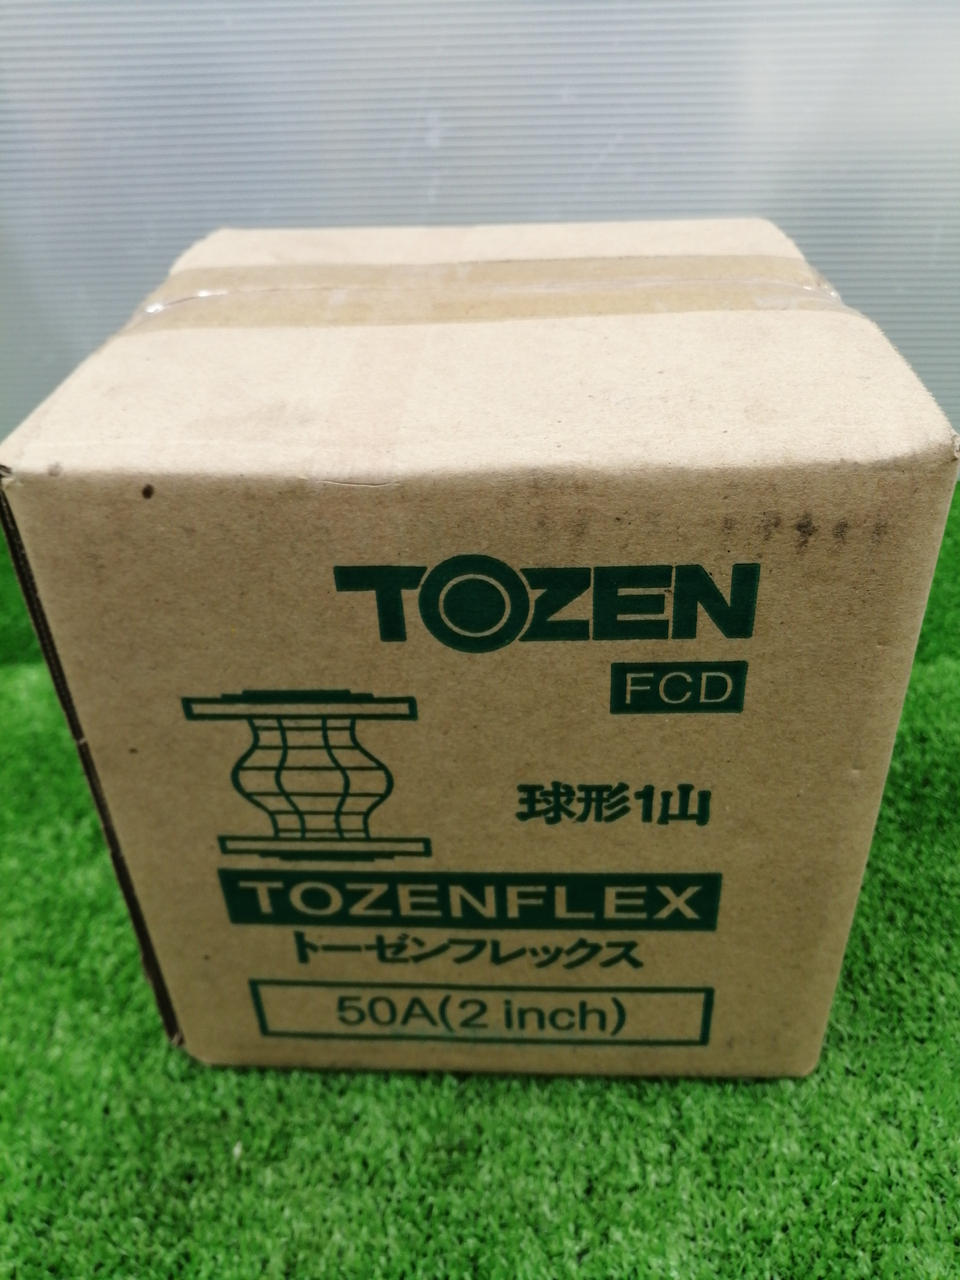 TOZEN
FCD
球形1山
TOZENFLEX
トーゼンフレックス
50A(2 inch)